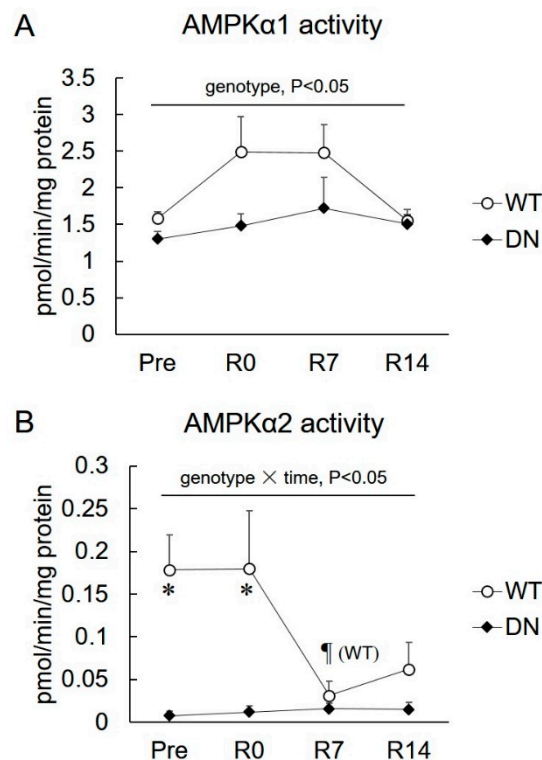 A
AMPKα1 activity
pmol/min/mg protein
3.5
3
2.5
2
1.5
1
0.5
0
genotype, P<0.05
WT
DN
Pre R0 R7 R14
B
AMPKα2 activity
pmol/min/mg protein
0.3
0.25
0.2
0.15
0.1
0.05
0
genotype × time, P<0.05
* *
¶ (WT)
WT
DN
Pre R0 R7 R14